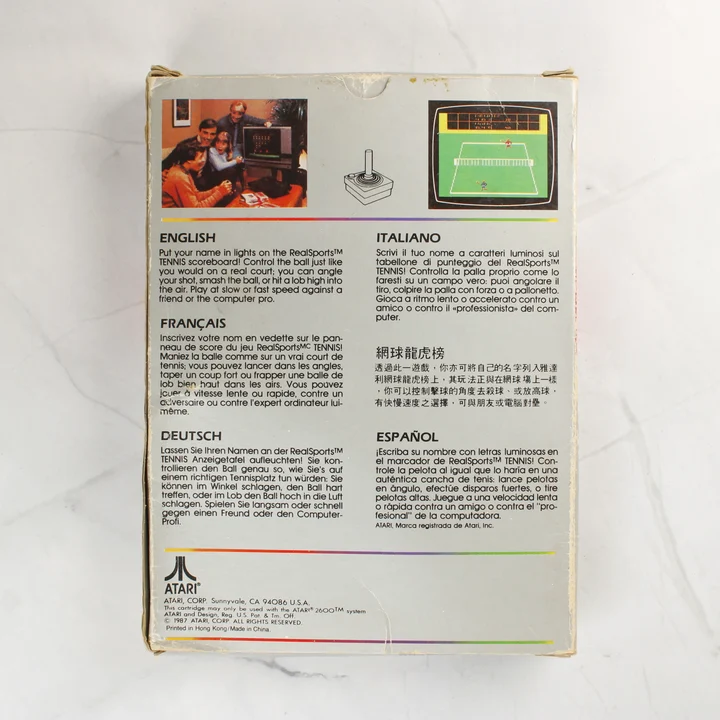 ENGLISH
Put your name in lights on the RealSports™
TENNIS scoreboard! Control the ball just like
you would on a real court; you can angle
your shot, smash the ball, or hit a lob high into
the air. Play at slow or fast speed against a
friend or the computer pro.
FRANÇAIS
Inscrivez votre nom en vedette sur le pan-
neau de score du jeu RealSportsMC TENNIS!
Maniez la balle comme sur un vrai court de
tennis; vous pouvez lancer dans les angles,
taper un coup fort ou frapper une balle de
lob bien haut dans les airs. Vous pouvez
jouer à vitesse lente ou rapide, contre un
adversaire ou contre l'expert ordinateur lui-
même.
DEUTSCH
Lassen Sie Ihren Namen an der RealSports™
TENNIS Anzeigetafel aufleuchten! Sie kon-
trollieren den Ball genau so, wie Sie's auf
einem richtigen Tennisplatz tun würden: Sie
können im Winkel schlagen, den Ball hart
treffen, oder im Lob den Ball hoch in die Luft
schlagen. Spielen Sie langsam oder schnell
gegen einen Freund oder den Computer-
Profi.
ITALIANO
Scrivi il tuo nome a caratteri luminosi sul
tabellone di punteggio del RealSports™
TENNIS! Controlla la palla proprio come lo
faresti su un campo vero: puoi angolare il
tiro, colpire la palla con forza o a pallonetto.
Gioca a ritmo lento o accelerato contro un
amico o contro il «professionista» del com-
puter.
網球龍虎榜
透過此一遊戲，你亦可將自己的名字列入雅達
利網球龍虎榜上，其玩法正與在網球場上一樣
，你可以控制擊球的角度去殺球，或放高球，
有快慢速度之選擇，可與朋友或電腦對壘。
ESPAÑOL
¡Escriba su nombre con letras luminosas en
el marcador de RealSports™ TENNIS! Con-
trole la pelota al igual que lo haría en una
auténtica cancha de tenis: lance pelotas
en ángulo, efectúe disparos fuertes, o tire
pelotas altas. Juegue a una velocidad lenta
o rápida contra un amigo o contra el "pro-
fesional" de la computadora.
ATARI, Marca registrada de Atari, Inc.
ATARI®
ATARI, CORP. Sunnyvale, CA 94086 U.S.A.
This cartridge may only be used with the ATARI® 2600™ system
ATARI and Design, Reg. U.S. Pat. & Tm. Off.
© 1987 ATARI, CORP. ALL RIGHTS RESERVED.
Printed in Hong Kong/Made in China.